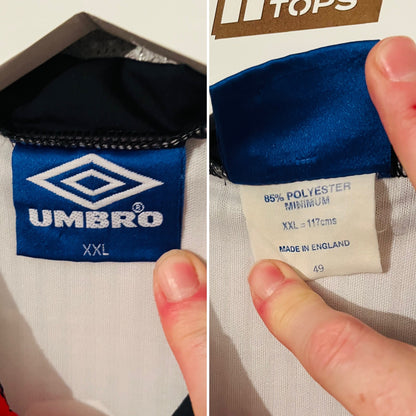 UMBRO®
XXL
TOPS
85% POLYESTER
MINIMUM
XXL = 117cms
MADE IN ENGLAND
49